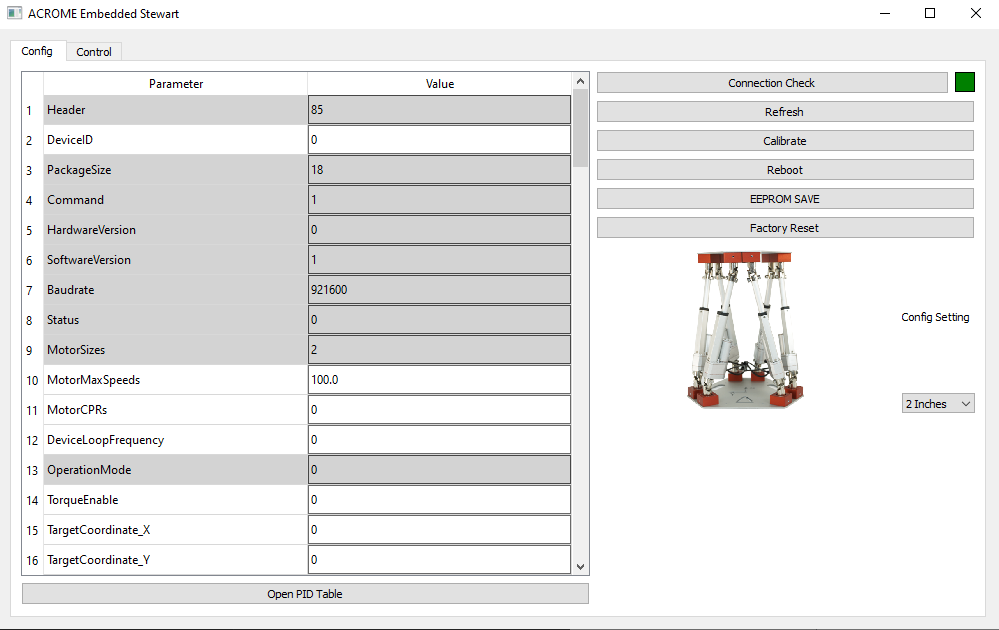 ACROME Embedded Stewart
Config Control
Parameter Value
1 Header 85
2 DeviceID 0
3 PackageSize 18
4 Command 1
5 HardwareVersion 0
6 SoftwareVersion 1
7 Baudrate 921600
8 Status 0
9 MotorSizes 2
10 MotorMaxSpeeds 100.0
11 MotorCPRs 0
12 DeviceLoopFrequency 0
13 OperationMode 0
14 TorqueEnable 0
15 TargetCoordinate_X 0
16 TargetCoordinate_Y 0
Open PID Table
Connection Check
Refresh
Calibrate
Reboot
EEPROM SAVE
Factory Reset
Config Setting
2 Inches